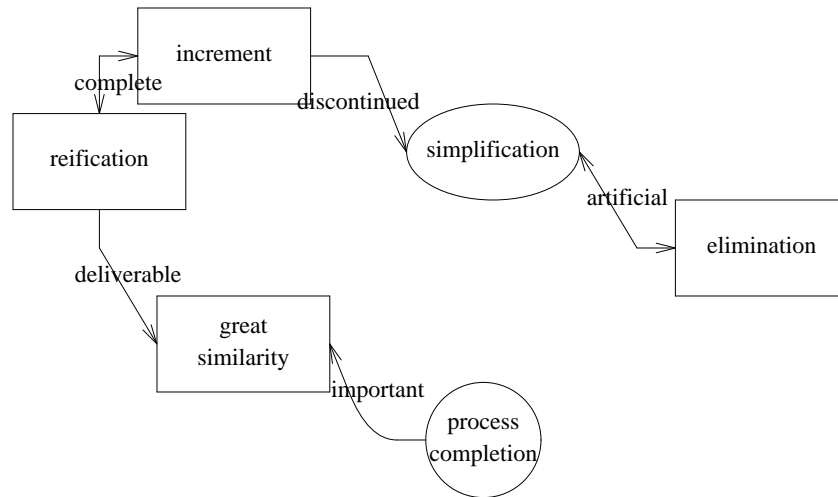 increment
complete
discontinued
simplification
reification
artificial
elimination
deliverable
great
similarity
important
process
completion